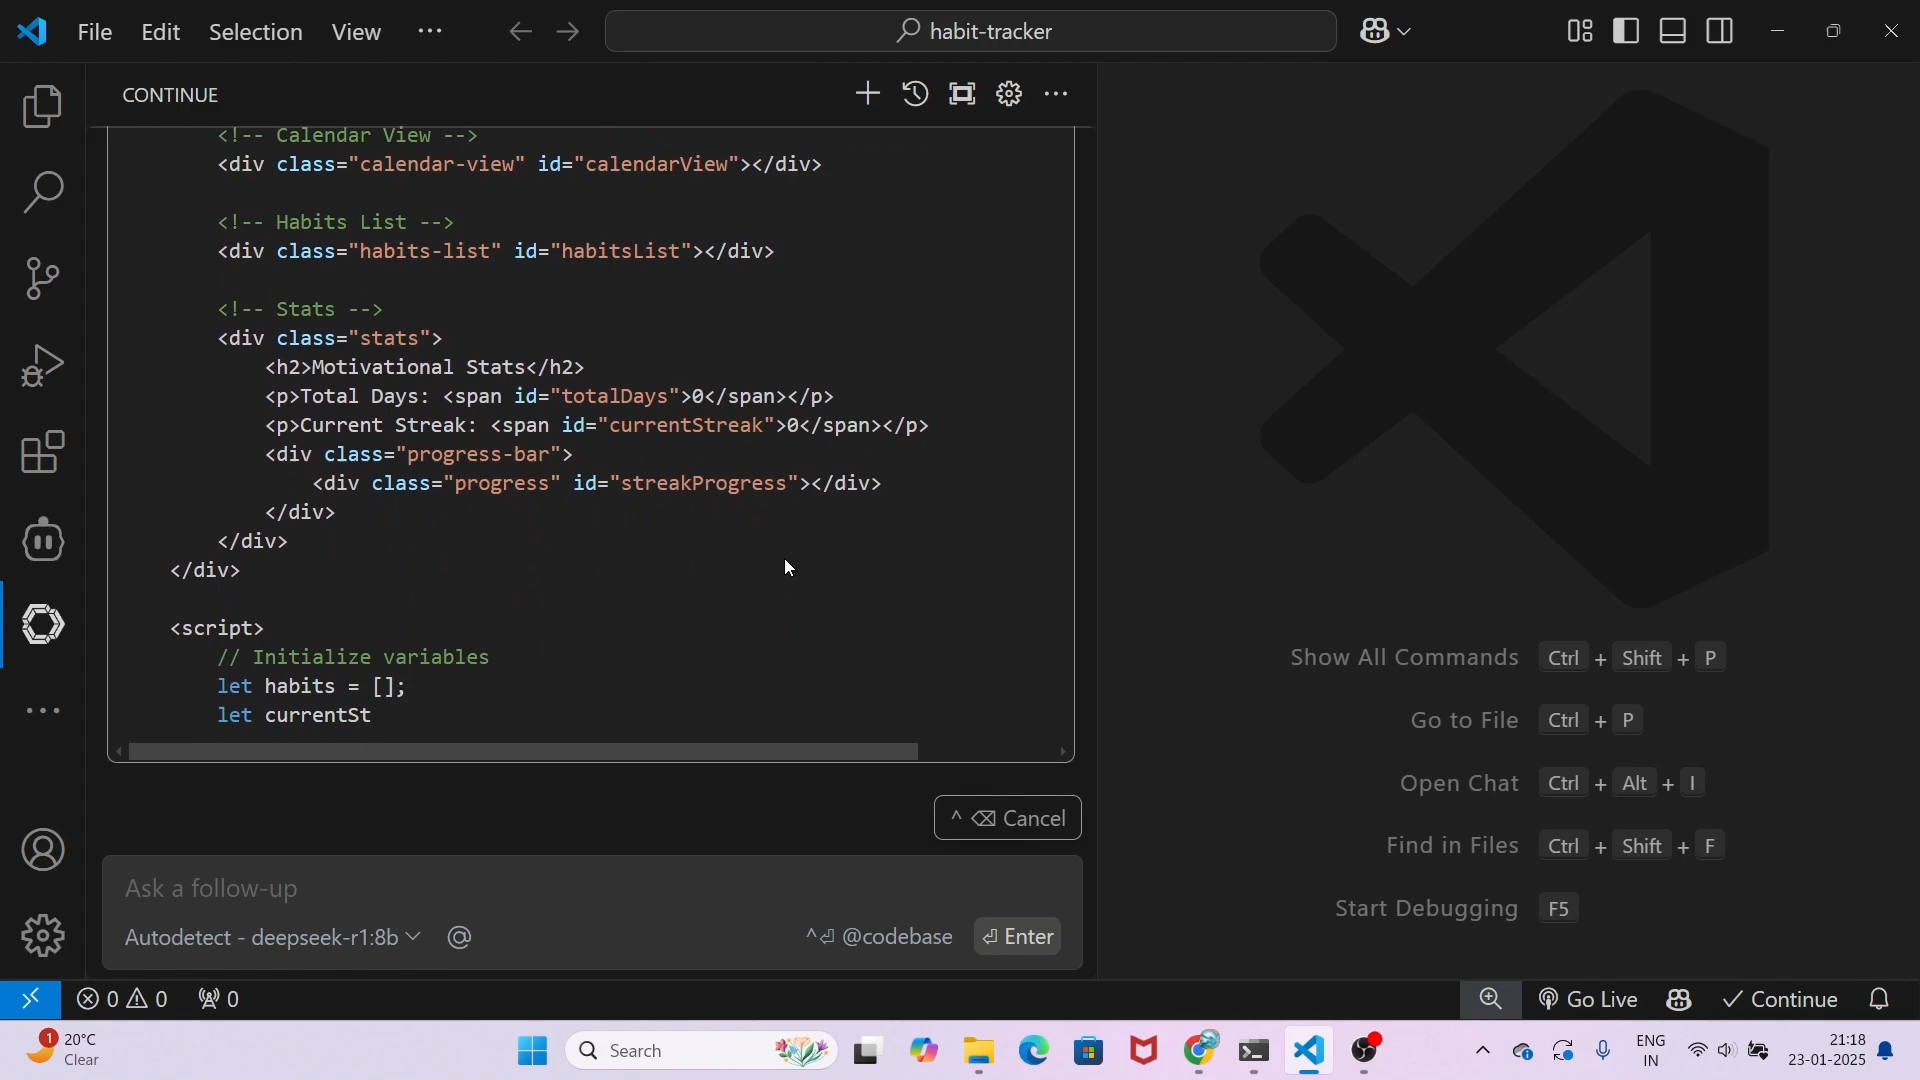 File Edit Selection View ···
habit-tracker
CONTINUE
<!-- Calendar View -->
<div class="calendar-view" id="calendarView"></div>
<!-- Habits List -->
<div class="habits-list" id="habitsList"></div>
<!-- Stats -->
<div class="stats">
<h2>Motivational Stats</h2>
<p>Total Days: <span id="totalDays">0</span></p>
<p>Current Streak: <span id="currentStreak">0</span></p>
<div class="progress-bar">
<div class="progress" id="streakProgress"></div>
</div>
</div>
</div>
<script>
// Initialize variables
let habits = [];
let currentSt
^ ⌫ Cancel
Ask a follow-up
Autodetect - deepseek-r1:8b @ ^⏎ @codebase ⏎ Enter
Show All Commands Ctrl + Shift + P
Go to File Ctrl + P
Open Chat Ctrl + Alt + I
Find in Files Ctrl + Shift + F
Start Debugging F5
0 0 0 Go Live Continue
1
20°C
Clear
Search
ENG
IN
21:18
23-01-2025